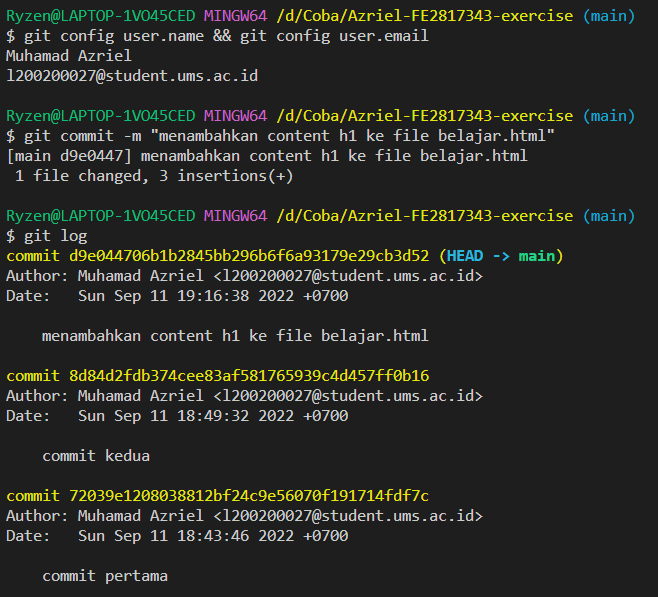 Ryzen@LAPTOP-1VO45CED MINGW64 /d/Coba/Azriel-FE2817343-exercise (main)
$ git config user.name && git config user.email
Muhamad Azriel
l200200027@student.ums.ac.id
Ryzen@LAPTOP-1VO45CED MINGW64 /d/Coba/Azriel-FE2817343-exercise (main)
$ git commit -m "menambahkan content h1 ke file belajar.html"
[main d9e0447] menambahkan content h1 ke file belajar.html
 1 file changed, 3 insertions(+)
Ryzen@LAPTOP-1VO45CED MINGW64 /d/Coba/Azriel-FE2817343-exercise (main)
$ git log
commit d9e044706b1b2845bb296b6f6a93179e29cb3d52 (HEAD -> main)
Author: Muhamad Azriel <l200200027@student.ums.ac.id>
Date:   Sun Sep 11 19:16:38 2022 +0700
    menambahkan content h1 ke file belajar.html
commit 8d84d2fdb374cee83af581765939c4d457ff0b16
Author: Muhamad Azriel <l200200027@student.ums.ac.id>
Date:   Sun Sep 11 18:49:32 2022 +0700
    commit kedua
commit 72039e1208038812bf24c9e56070f191714fdf7c
Author: Muhamad Azriel <l200200027@student.ums.ac.id>
Date:   Sun Sep 11 18:43:46 2022 +0700
    commit pertama